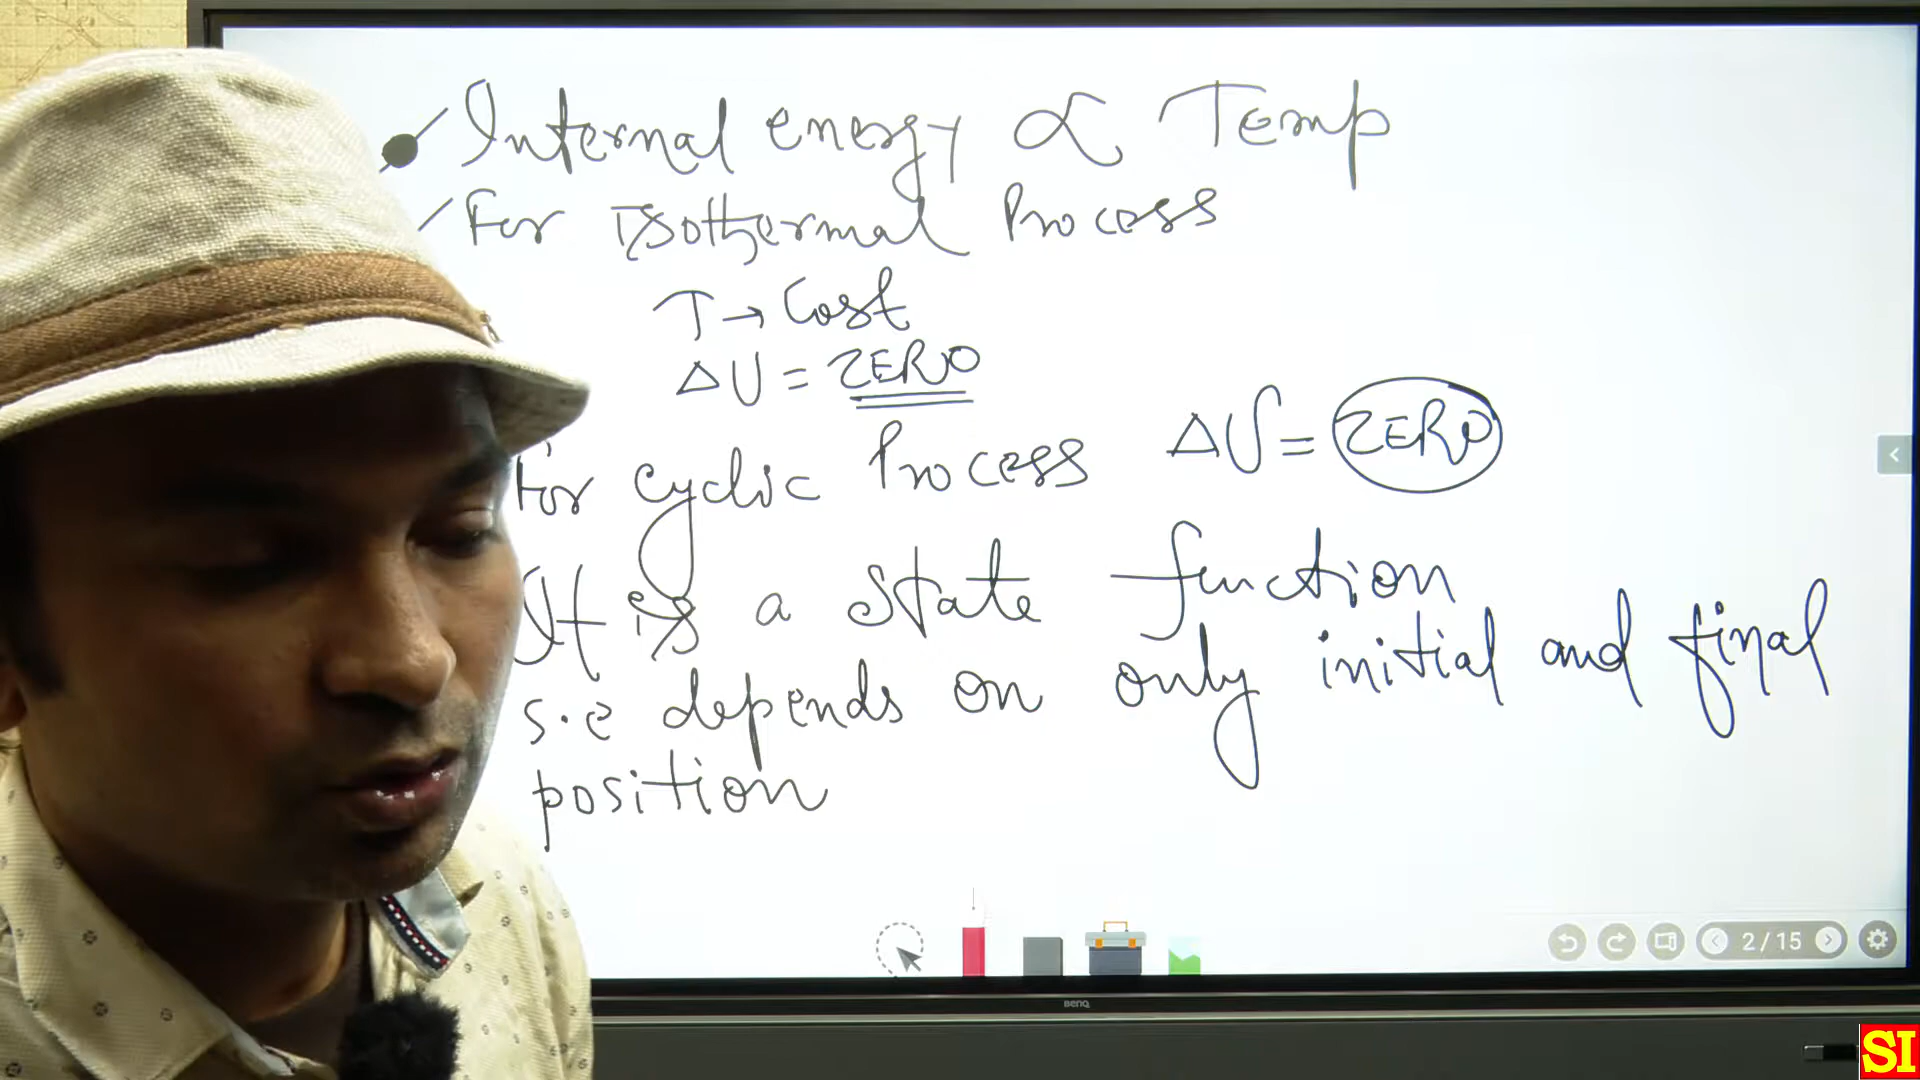 Internal energy ∝ Temp
For isothermal Process
T → Cost
ΔU = ZERO
For cyclic Process ΔU = ZERO
It is a state function
s.e depends on only initial and final
position
2/15
BenQ
SI